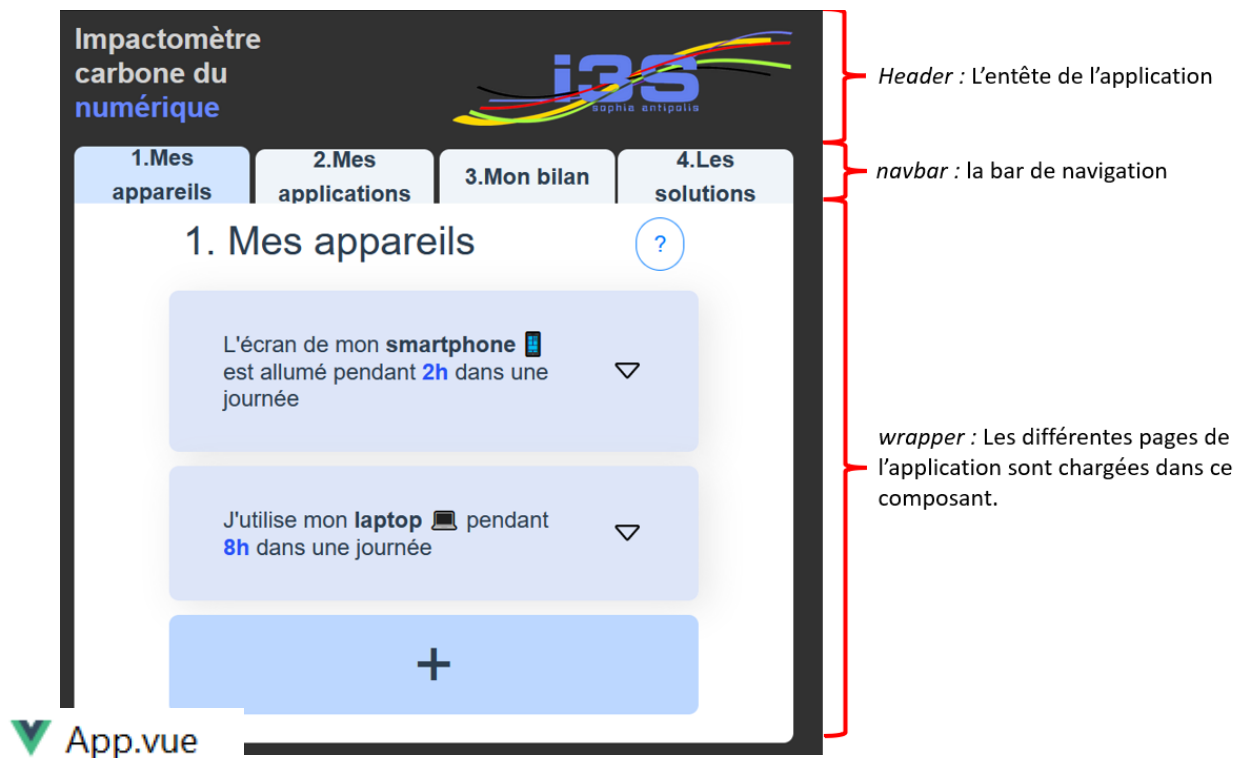 Impactomètre
carbone du
numérique
i3S
sophia antipolis
Header : L'entête de l'application
1.Mes
appareils
2.Mes
applications
3.Mon bilan
4.Les
solutions
navbar : la bar de navigation
1. Mes appareils
?
L'écran de mon smartphone
est allumé pendant 2h dans une
journée
wrapper : Les différentes pages de
l'application sont chargées dans ce
composant.
J'utilise mon laptop pendant
8h dans une journée
+
App.vue